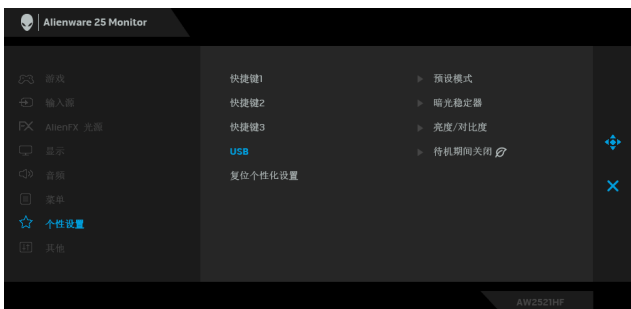 Alienware 25 Monitor
游戏
输入源
FX AlienFX 光源
显示
音频
菜单
个性设置
其他
快捷键1 预设模式
快捷键2 暗光稳定器
快捷键3 亮度/对比度
USB 待机期间关闭
复位个性化设置
AW2521HF